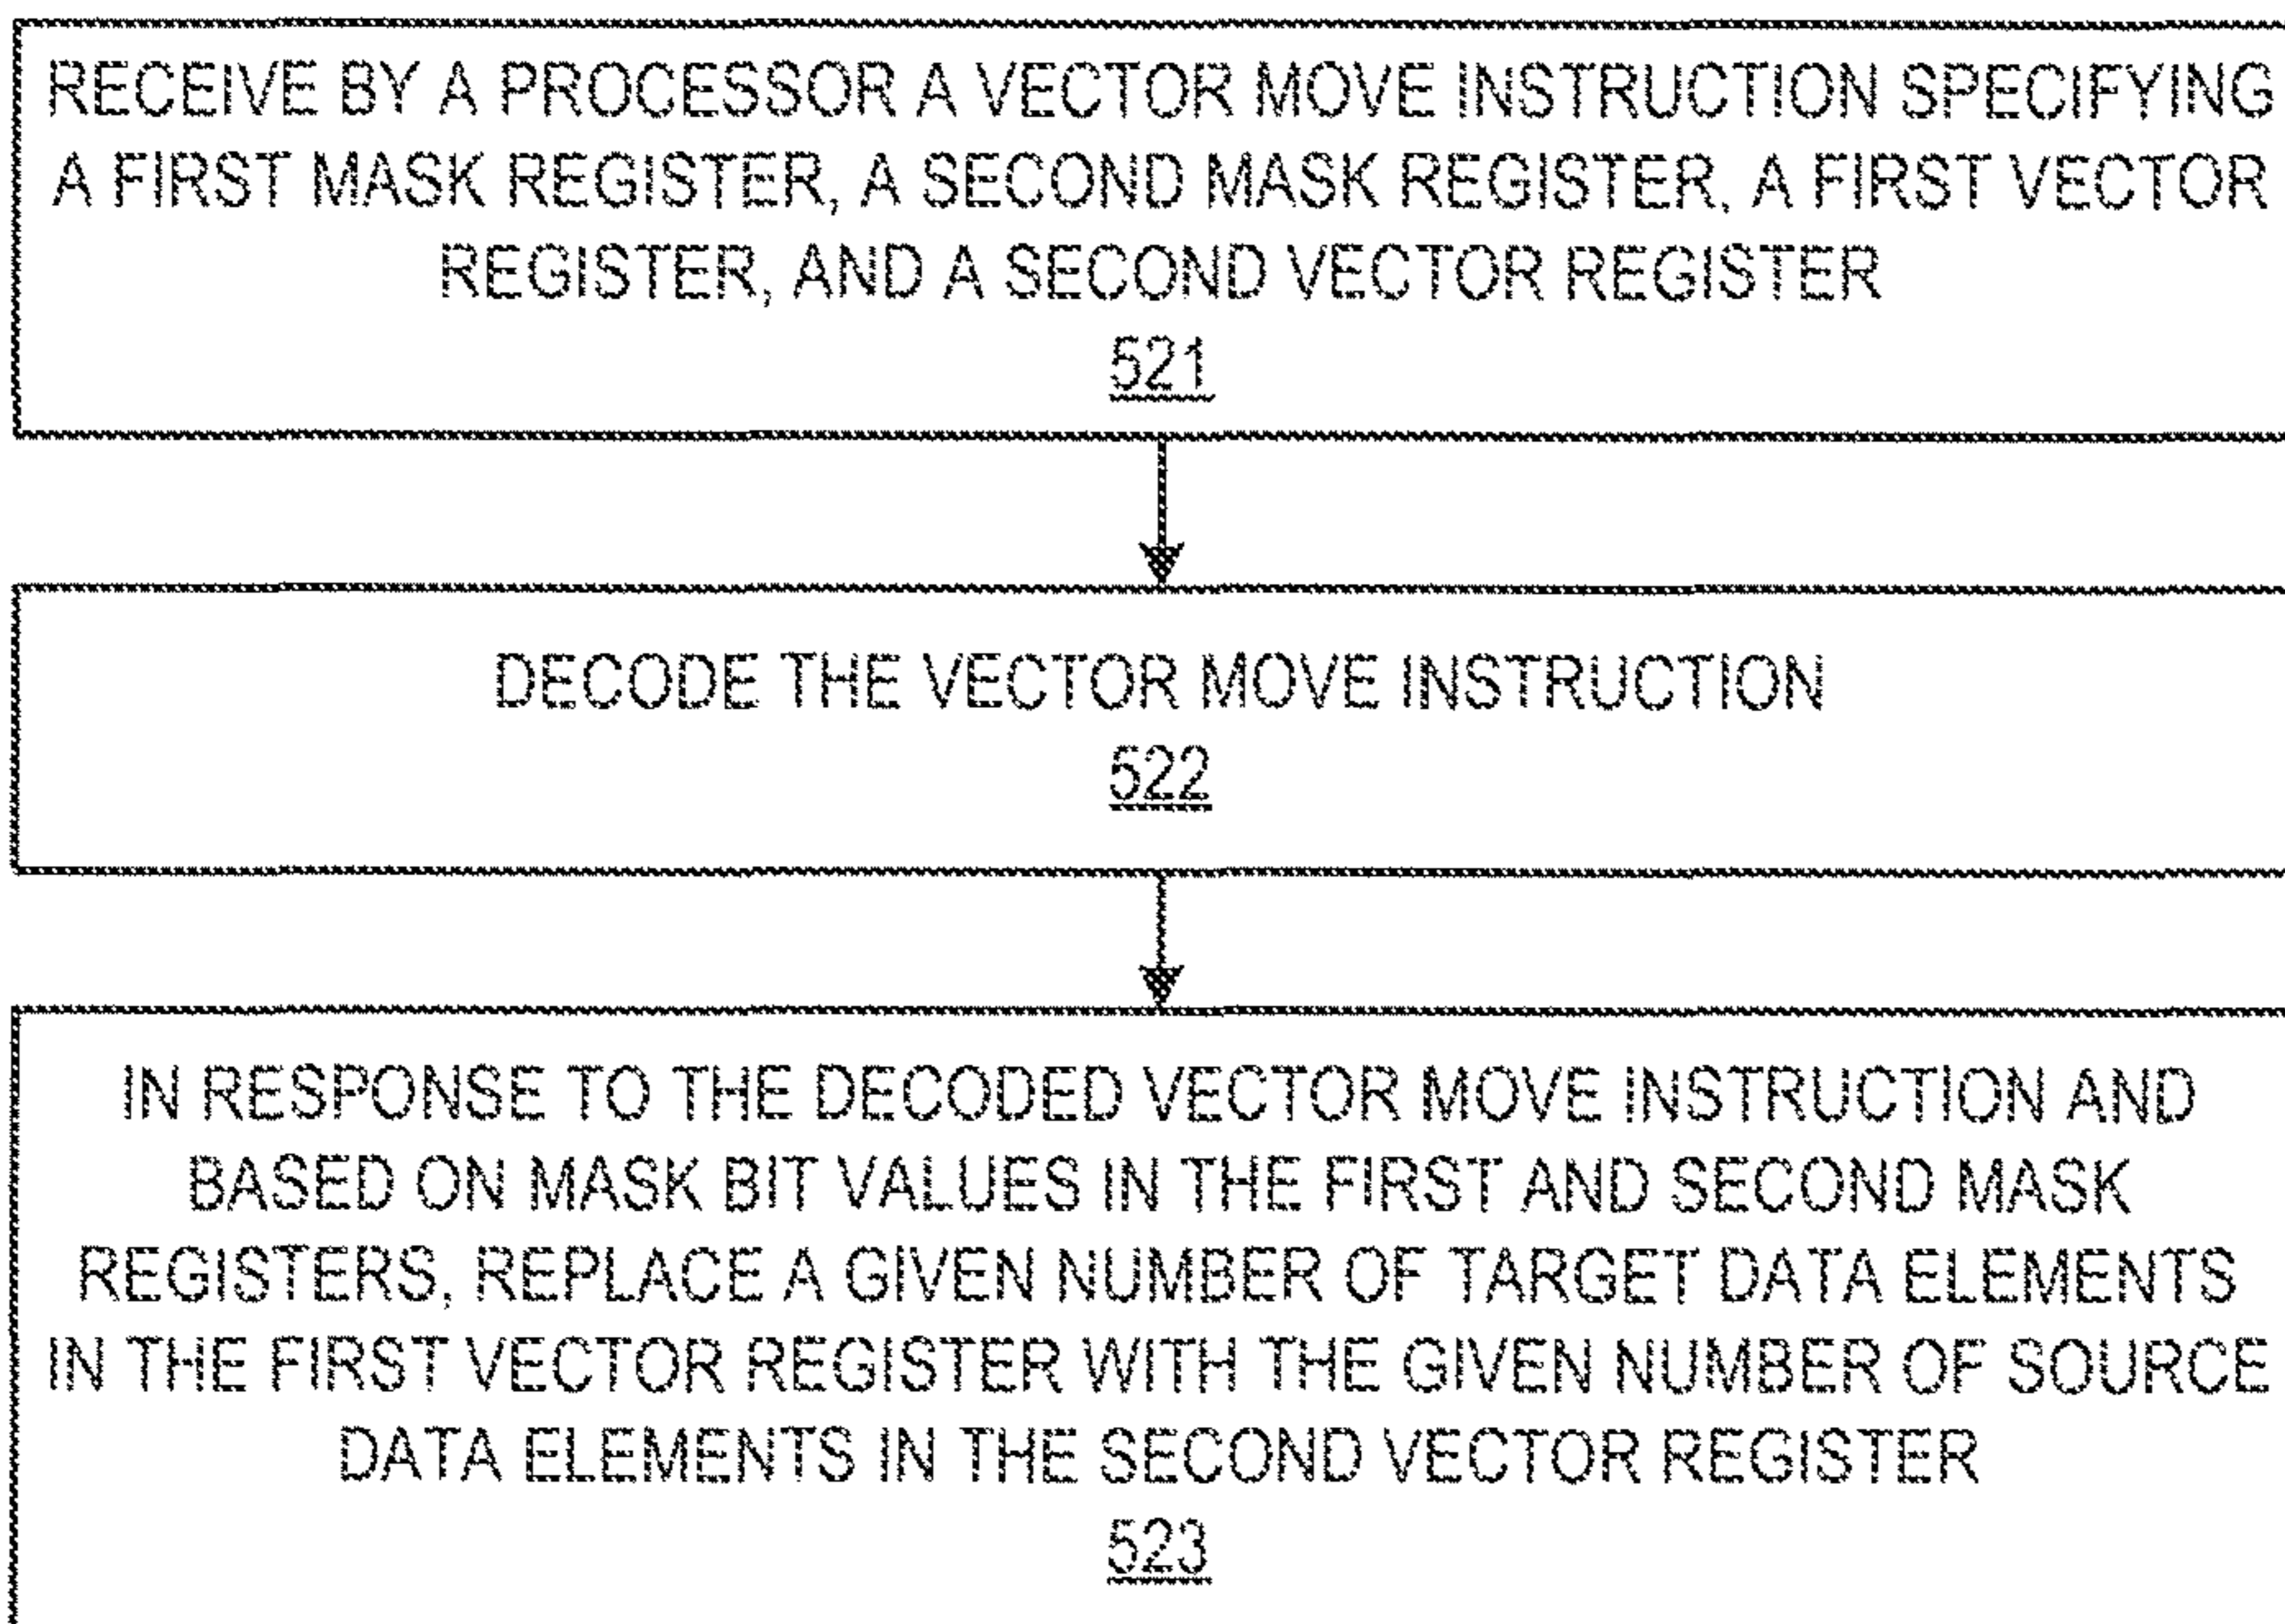 RECEIVE BY A PROCESSOR A VECTOR MOVE INSTRUCTION SPECIFYING
A FIRST MASK REGISTER, A SECOND MASK REGISTER, A FIRST VECTOR
REGISTER, AND A SECOND VECTOR REGISTER
521
DECODE THE VECTOR MOVE INSTRUCTION
522
IN RESPONSE TO THE DECODED VECTOR MOVE INSTRUCTION AND
BASED ON MASK BIT VALUES IN THE FIRST AND SECOND MASK
REGISTERS, REPLACE A GIVEN NUMBER OF TARGET DATA ELEMENTS
IN THE FIRST VECTOR REGISTER WITH THE GIVEN NUMBER OF SOURCE
DATA ELEMENTS IN THE SECOND VECTOR REGISTER
523